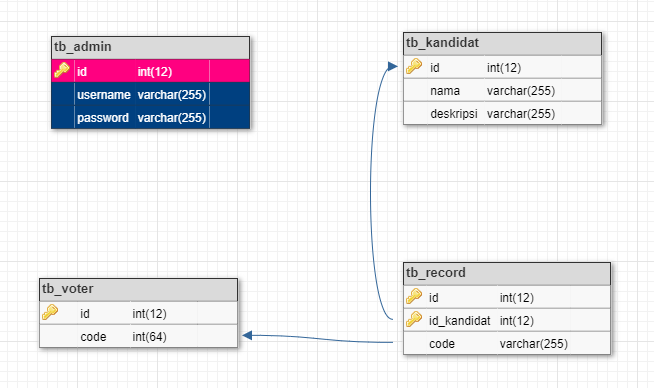 tb_admin
id int(12)
username varchar(255)
password varchar(255)
tb_kandidat
id int(12)
nama varchar(255)
deskripsi varchar(255)
tb_voter
id int(12)
code int(64)
tb_record
id int(12)
id_kandidat int(12)
code varchar(255)